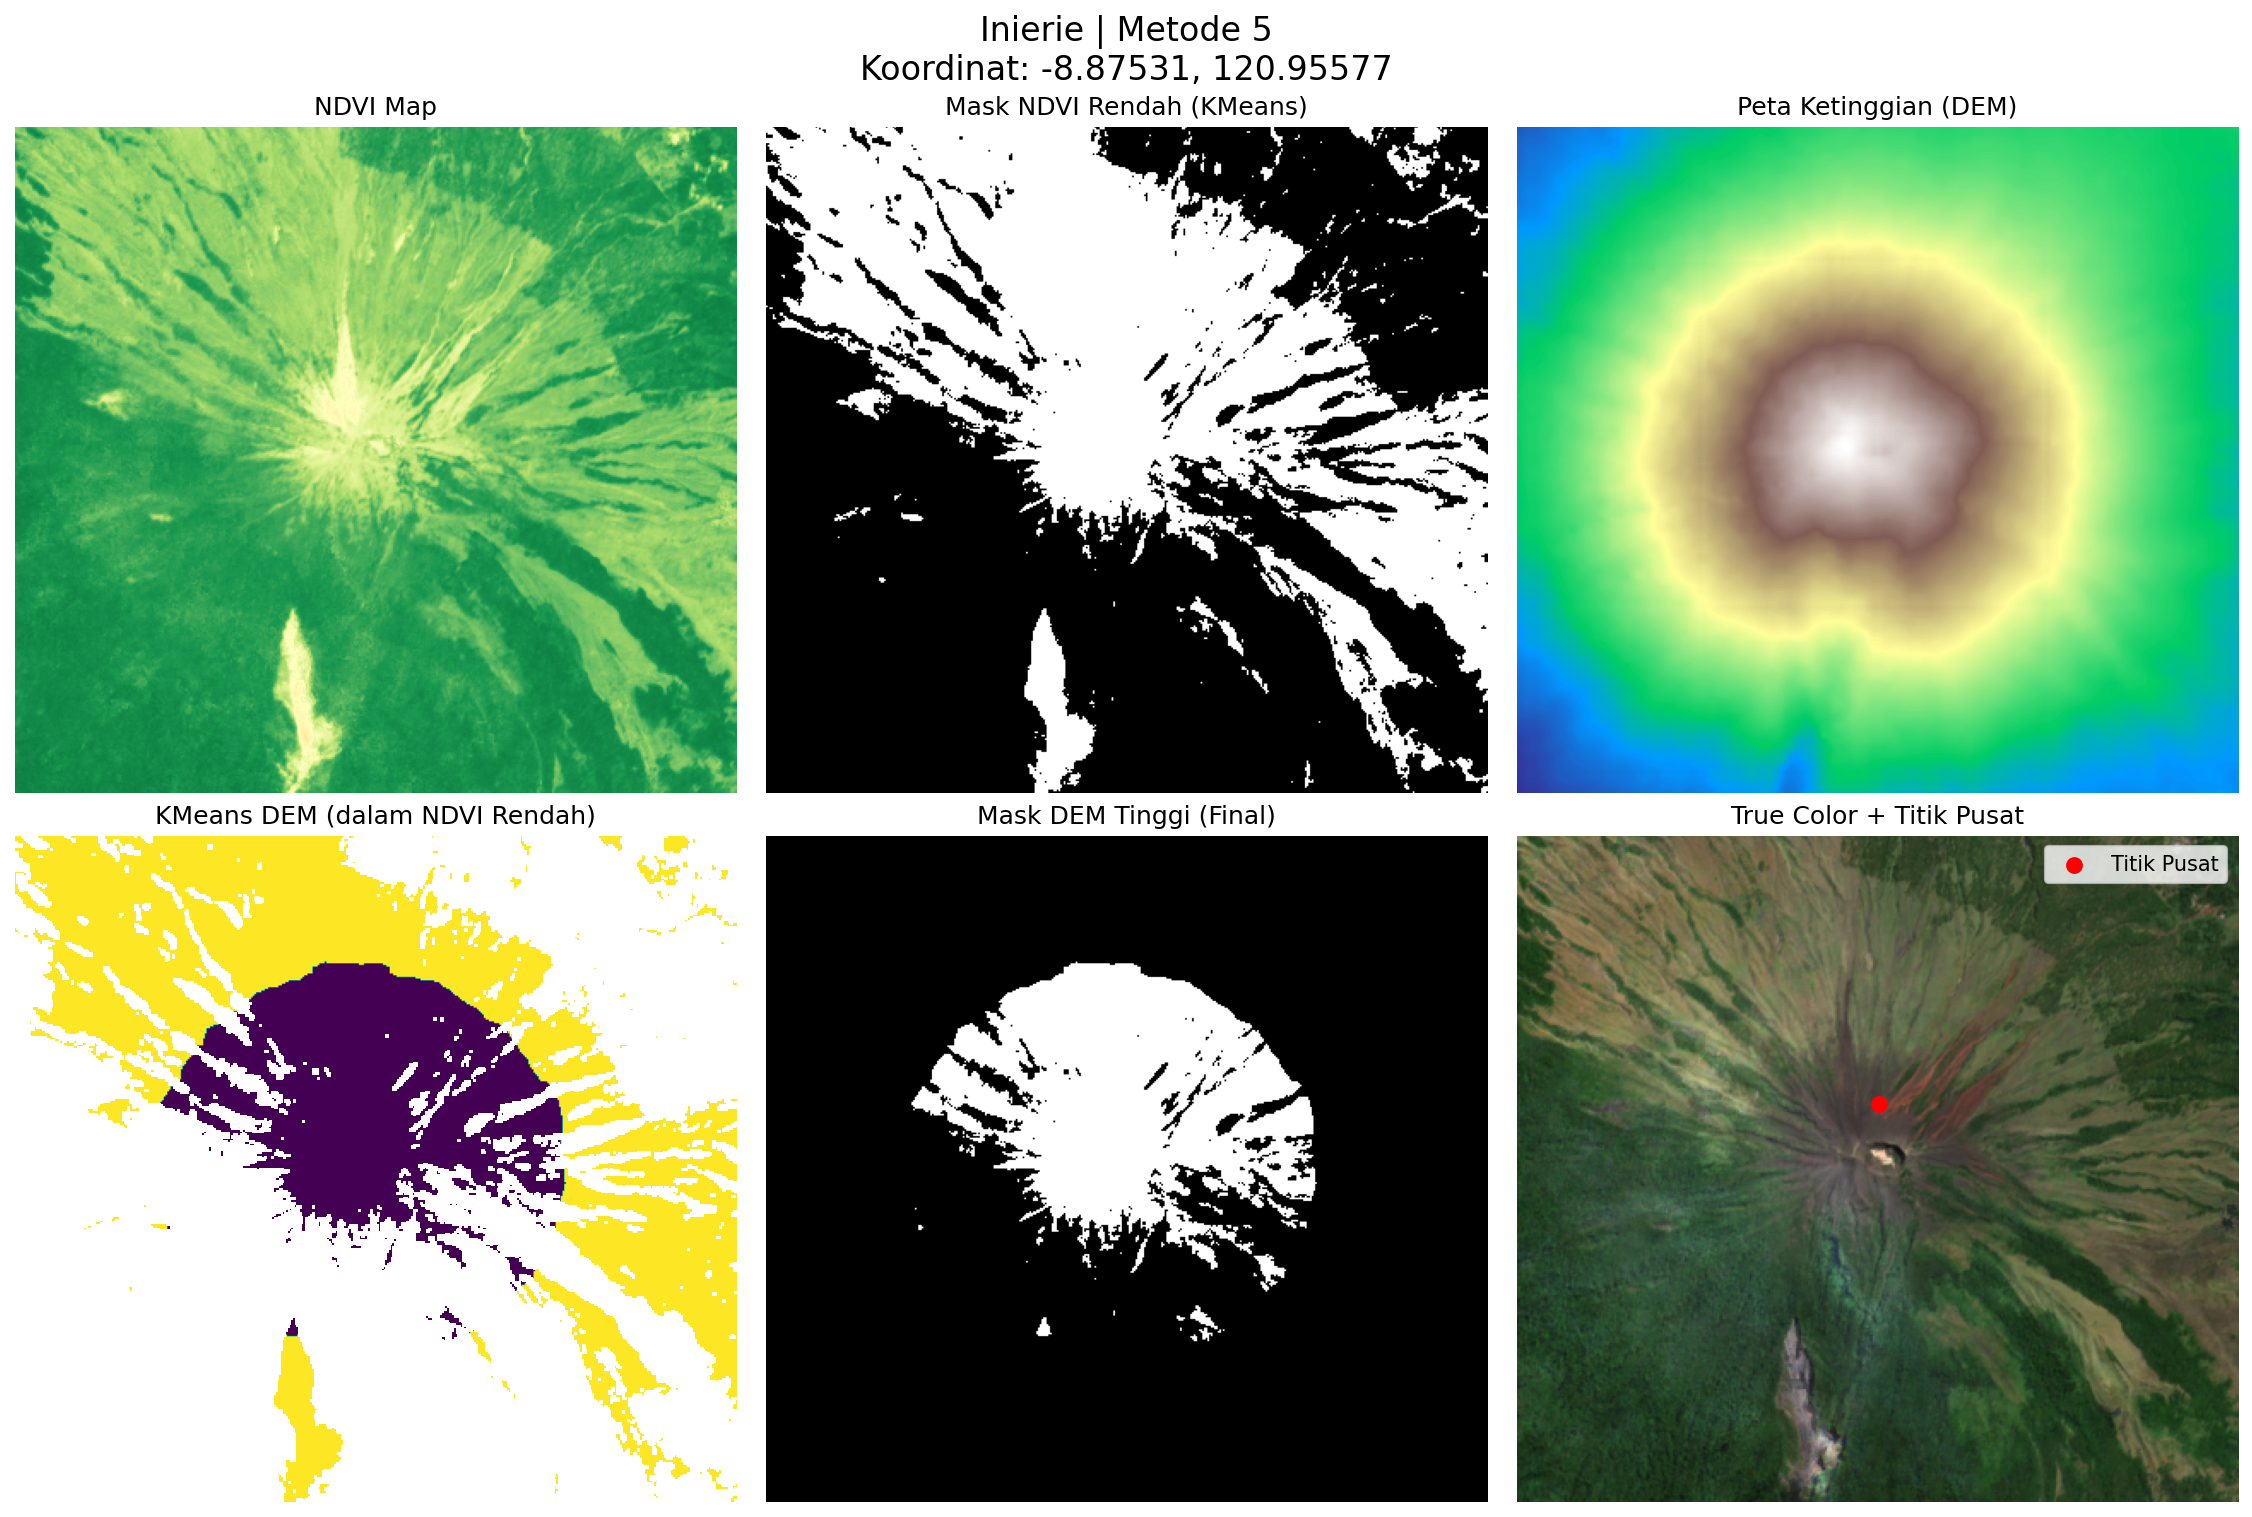 Inierie | Metode 5
Koordinat: -8.87531, 120.95577
NDVI Map
Mask NDVI Rendah (KMeans)
Peta Ketinggian (DEM)
KMeans DEM (dalam NDVI Rendah)
Mask DEM Tinggi (Final)
True Color + Titik Pusat
Titik Pusat